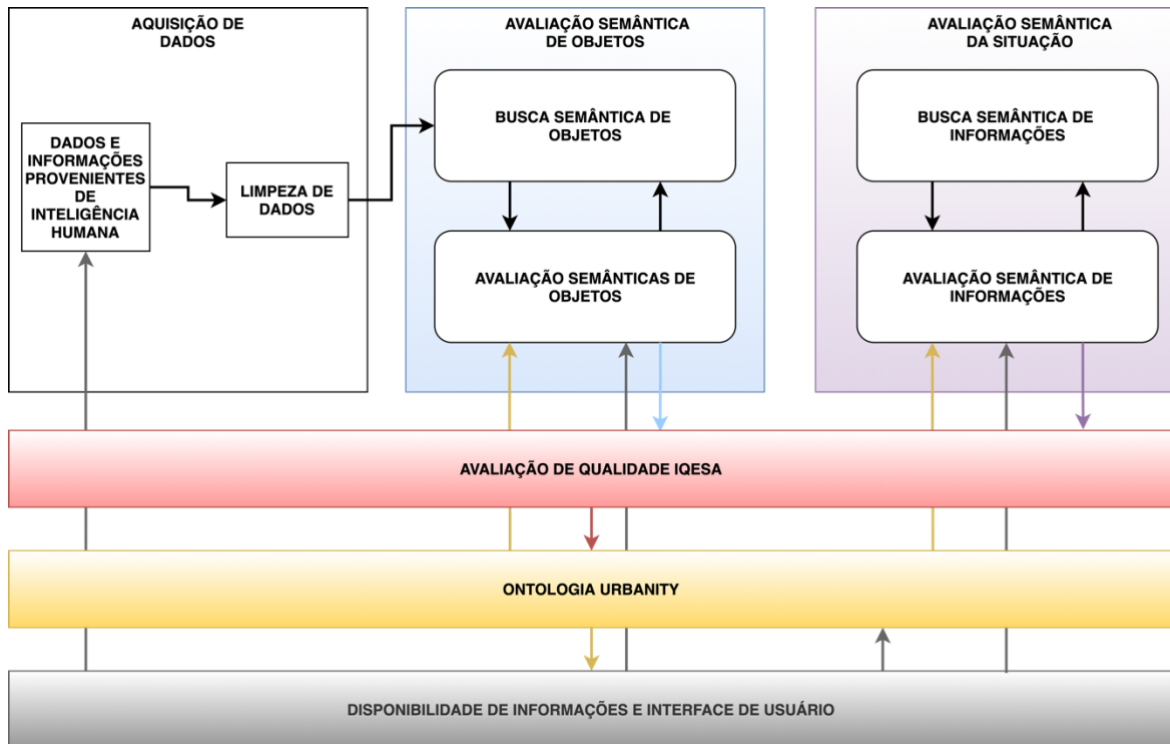 AQUISIÇÃO DE
DADOS
DADOS E
INFORMAÇÕES
PROVENIENTES
DE
INTELIGÊNCIA
HUMANA
LIMPEZA DE
DADOS
AVALIAÇÃO SEMÂNTICA
DE OBJETOS
BUSCA SEMÂNTICA DE
OBJETOS
AVALIAÇÃO SEMÂNTICAS DE
OBJETOS
AVALIAÇÃO SEMÂNTICA
DA SITUAÇÃO
BUSCA SEMÂNTICA DE
INFORMAÇÕES
AVALIAÇÃO SEMÂNTICA DE
INFORMAÇÕES
AVALIAÇÃO DE QUALIDADE IQESA
ONTOLOGIA URBANITY
DISPONIBILIDADE DE INFORMAÇÕES E INTERFACE DE USUÁRIO